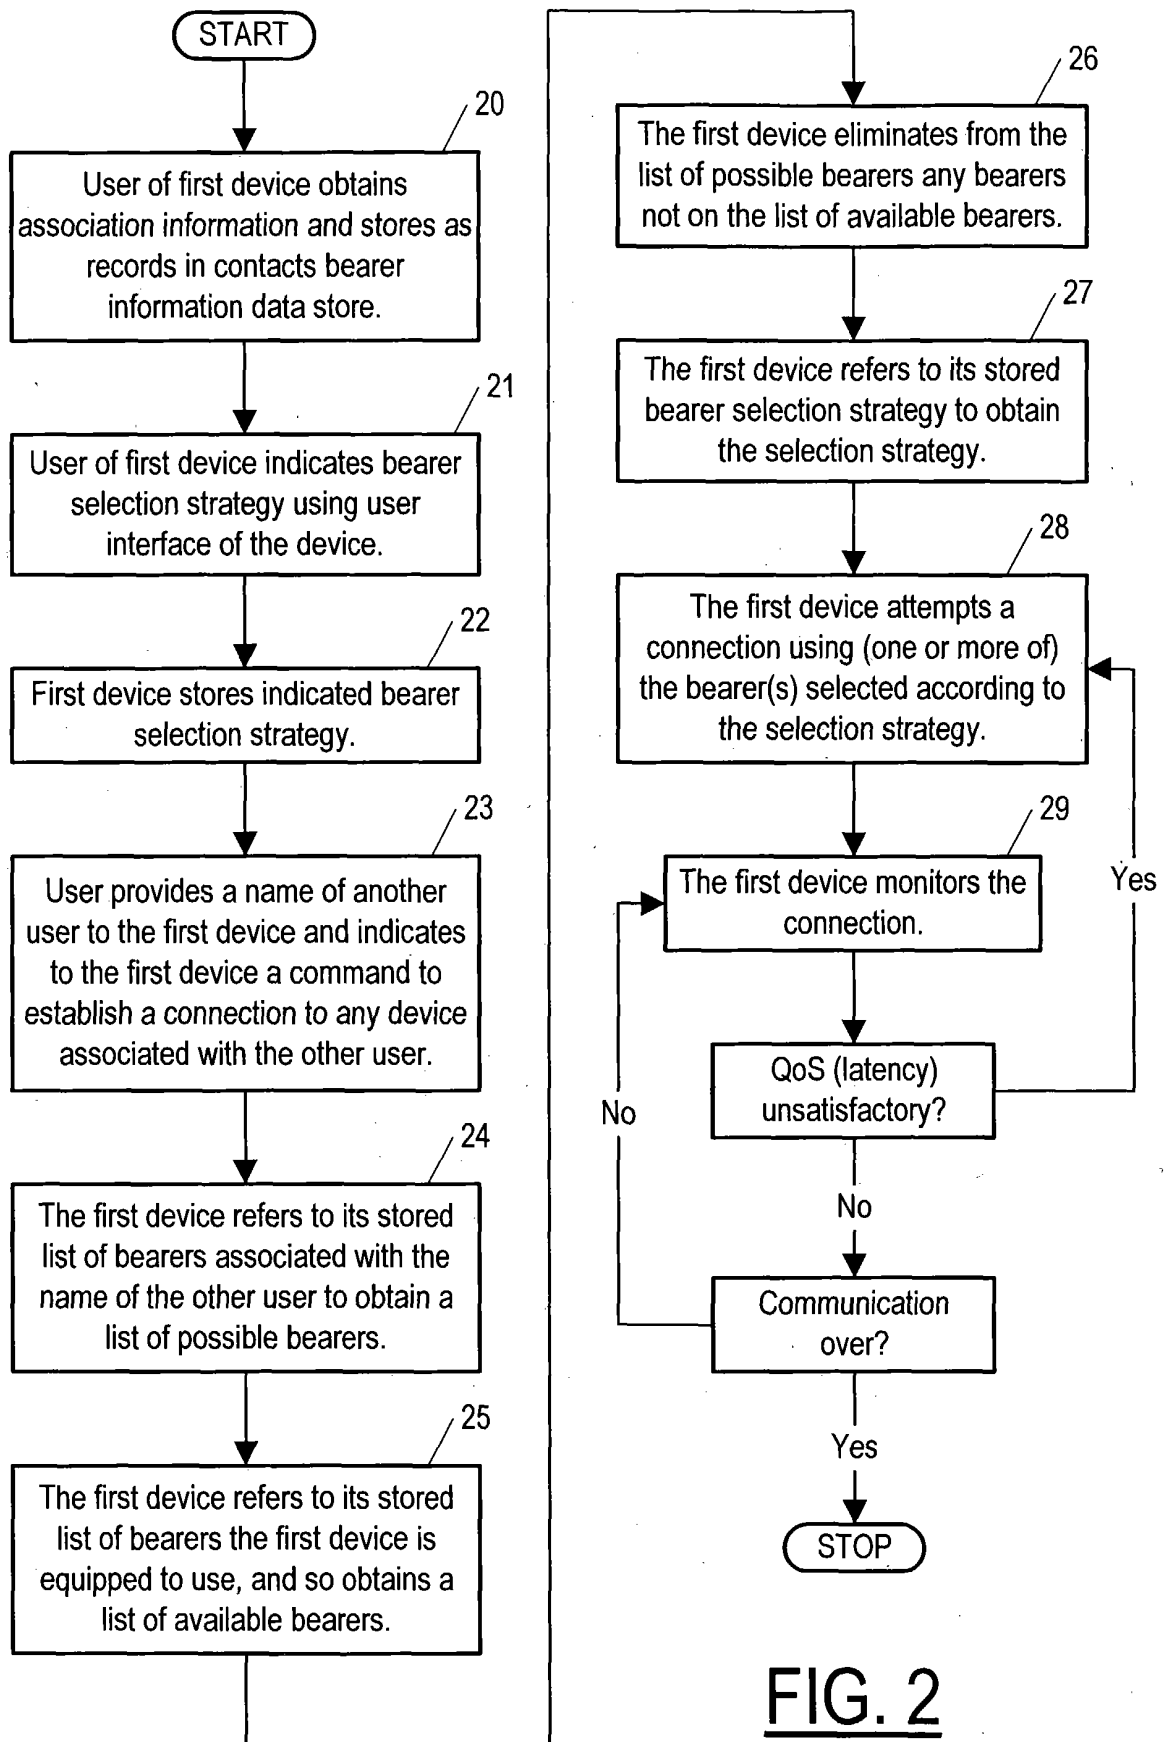 START
20
User of first device obtains
association information and stores as
records in contacts bearer
information data store.
21
User of first device indicates bearer
selection strategy using user
interface of the device.
22
First device stores indicated bearer
selection strategy.
23
User provides a name of another
user to the first device and indicates
to the first device a command to
establish a connection to any device
associated with the other user.
24
The first device refers to its stored
list of bearers associated with the
name of the other user to obtain a
list of possible bearers.
25
The first device refers to its stored
list of bearers the first device is
equipped to use, and so obtains a
list of available bearers.
26
The first device eliminates from the
list of possible bearers any bearers
not on the list of available bearers.
27
The first device refers to its stored
bearer selection strategy to obtain
the selection strategy.
28
The first device attempts a
connection using (one or more of)
the bearer(s) selected according to
the selection strategy.
29
The first device monitors the
connection.
Yes
QoS (latency)
unsatisfactory?
No
No
Communication
over?
Yes
STOP
FIG. 2